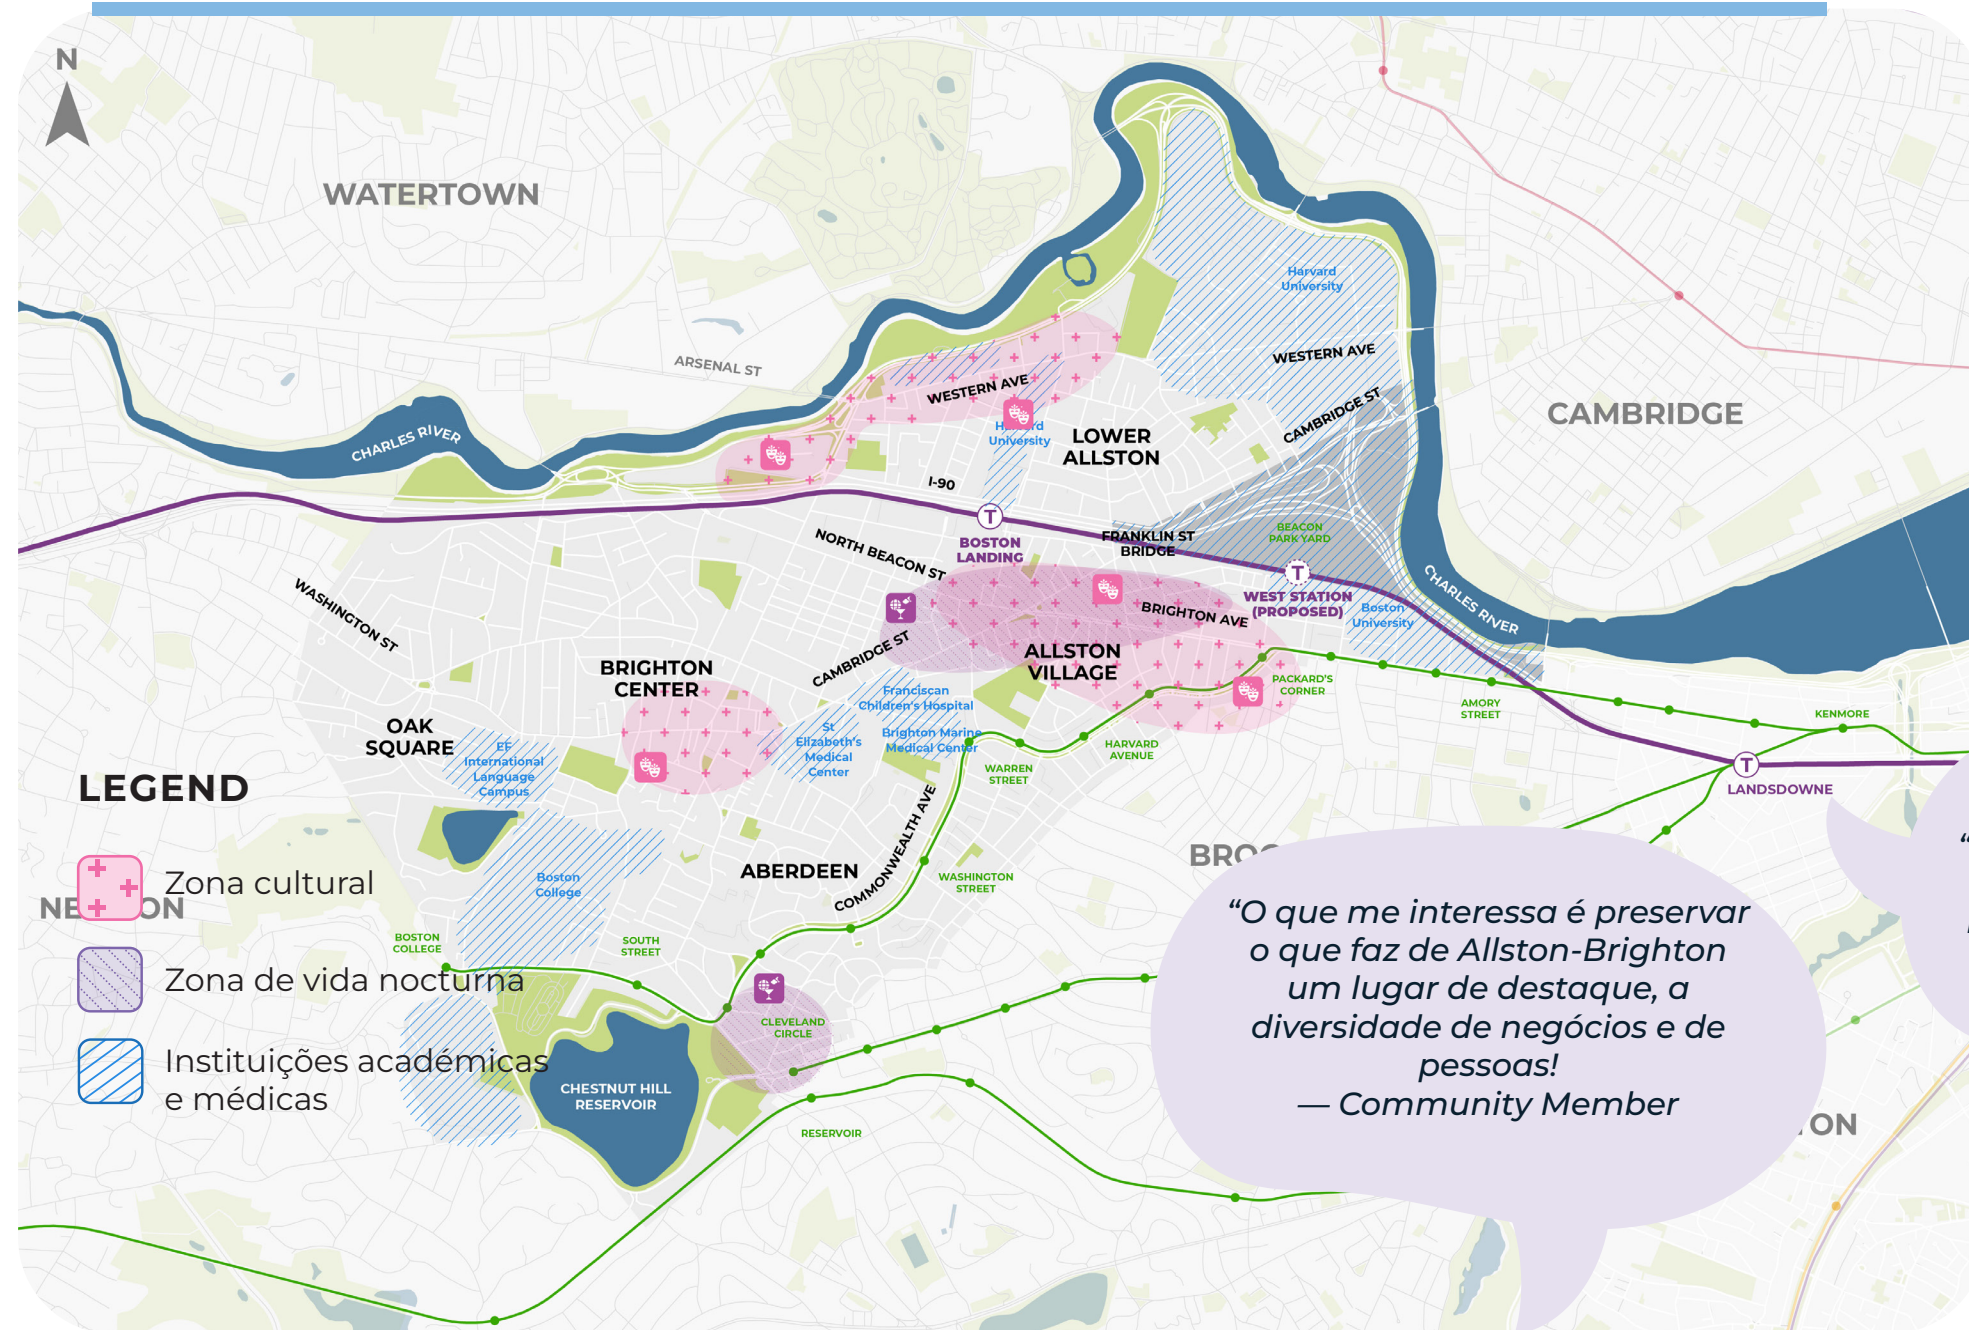 N
WATERTOWN
Harvard
University
WESTERN AVE
ARSENAL ST
WESTERN AVE
CAMBRIDGE ST
CAMBRIDGE
CHARLES RIVER
University
LOWER
ALLSTON
I-90
T
BOSTON
LANDING
NORTH BEACON ST
FRANKLIN ST
BRIDGE
BEACON
PARK YARD
T
WEST STATION
(PROPOSED)
CHARLES RIVER
WASHINGTON ST
BRIGHTON AVE
Boston
University
CAMBRIDGE ST
ALLSTON
VILLAGE
BRIGHTON
CENTER
PACKARD'S
CORNER
Franciscan
Children's Hospital
AMORY
STREET
KENMORE
OAK
SQUARE
St
Elizabeth's
Medical
Center
Brighton Marine
Medical Center
HARVARD
AVENUE
EF
International
Language
Campus
WARREN
STREET
T
LANDSDOWNE
LEGEND
Zona cultural
Zona de vida nocturna
Instituições académicas
e médicas
Boston
College
ABERDEEN
COMMONWEALTH AVE
WASHINGTON
STREET
BOSTON
COLLEGE
SOUTH
STREET
CLEVELAND
CIRCLE
CHESTNUT HILL
RESERVOIR
RESERVOIR
“O que me interessa é preservar
o que faz de Allston-Brighton
um lugar de destaque, a
diversidade de negócios e de
pessoas!
— Community Member